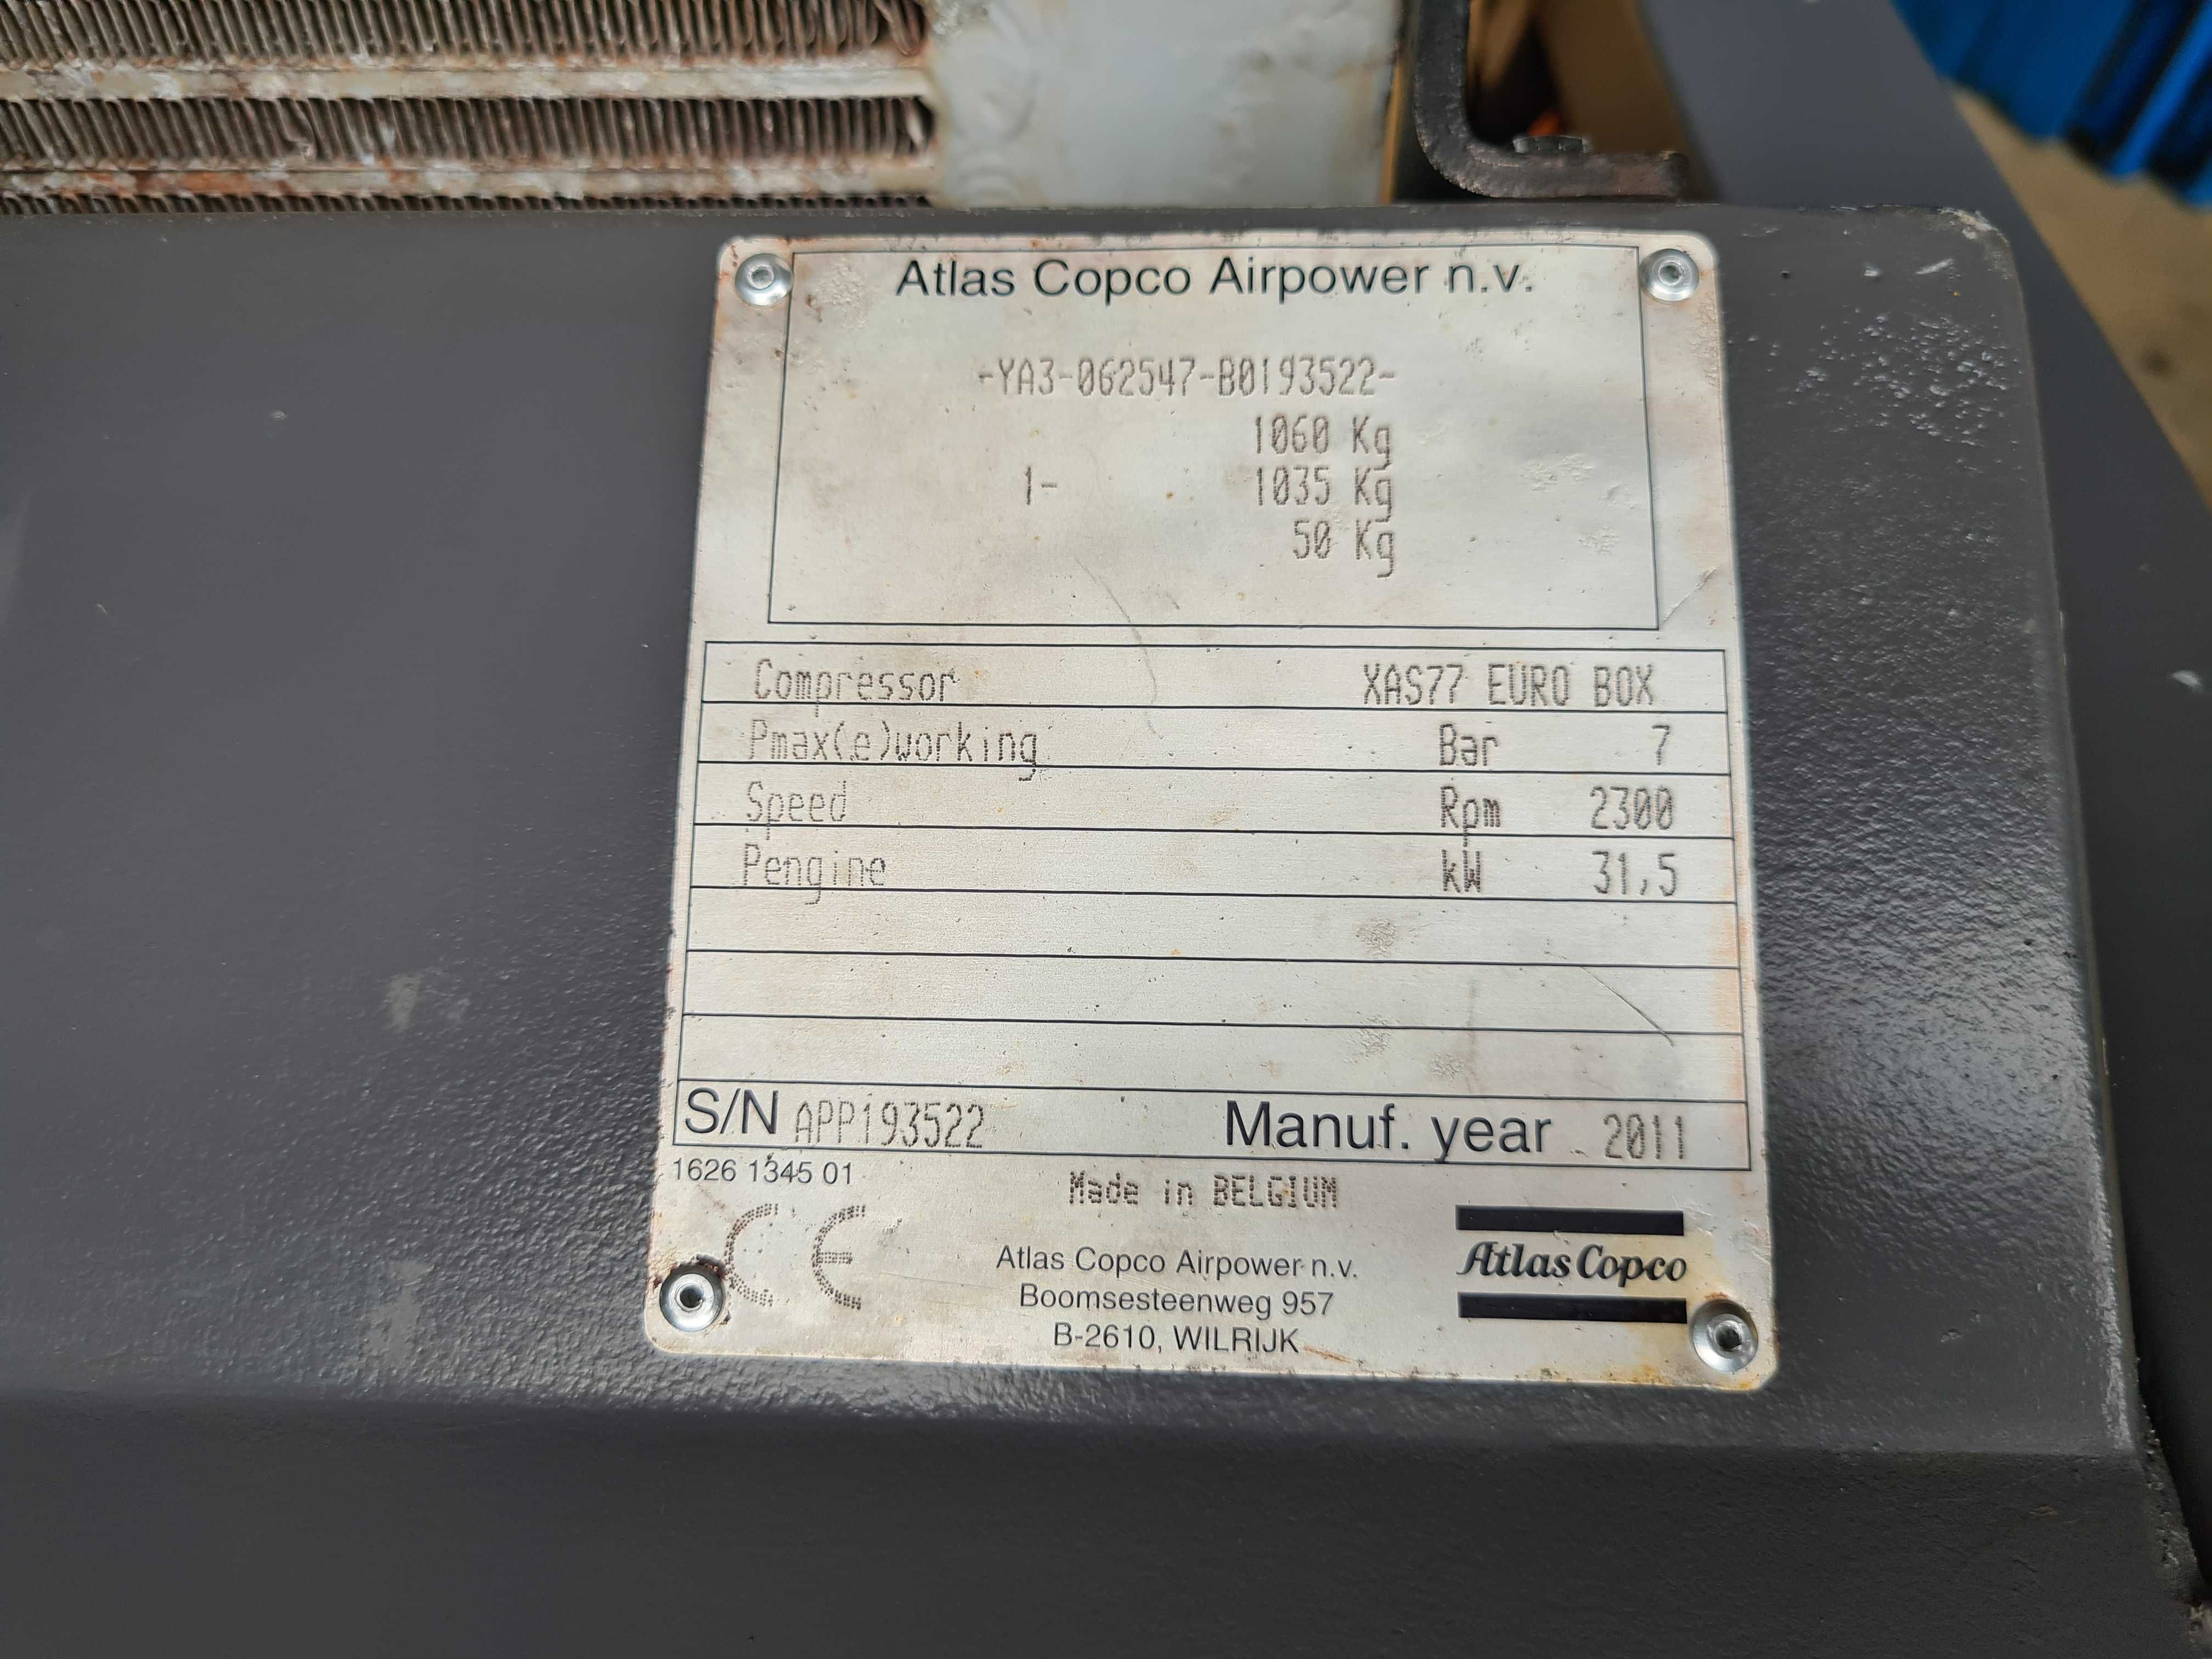 Atlas Copco Airpower n.v.
-YA3-062547-B0193522-
1060 Kg
1- 1035 Kg
50 Kg
Compressor XAS77 EURO BOX
Pmax(e)working Bar 7
Speed Rpm 2300
Pengine kW 31,5
S/N APP193522 Manuf. year 2011
1626 1345 01
Made in BELGIUM
CE
Atlas Copco Airpower n.v.
Boomsesteenweg 957
B-2610, WILRIJK
Atlas Copco